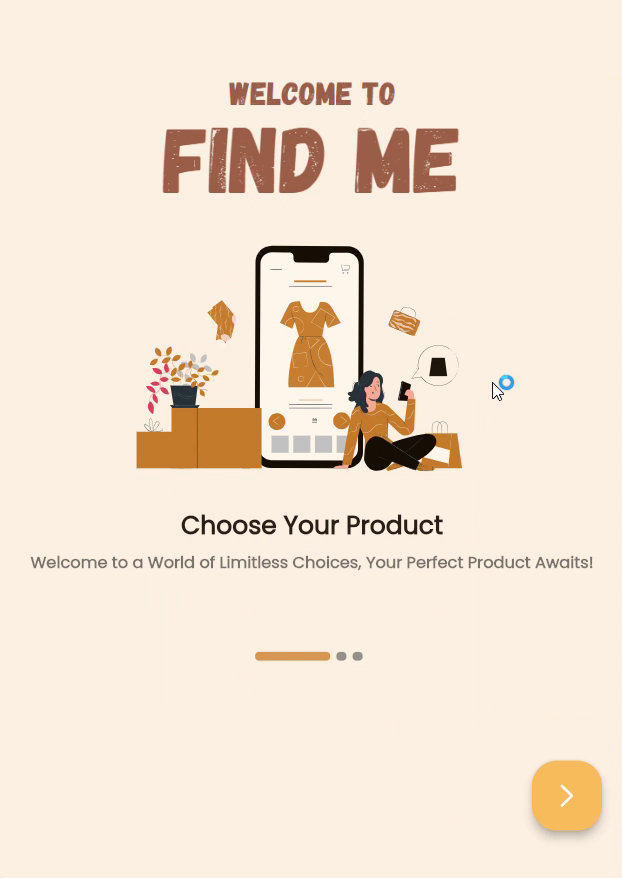 WELCOME TO
FIND ME
Choose Your Product
Welcome to a World of Limitless Choices, Your Perfect Product Awaits!